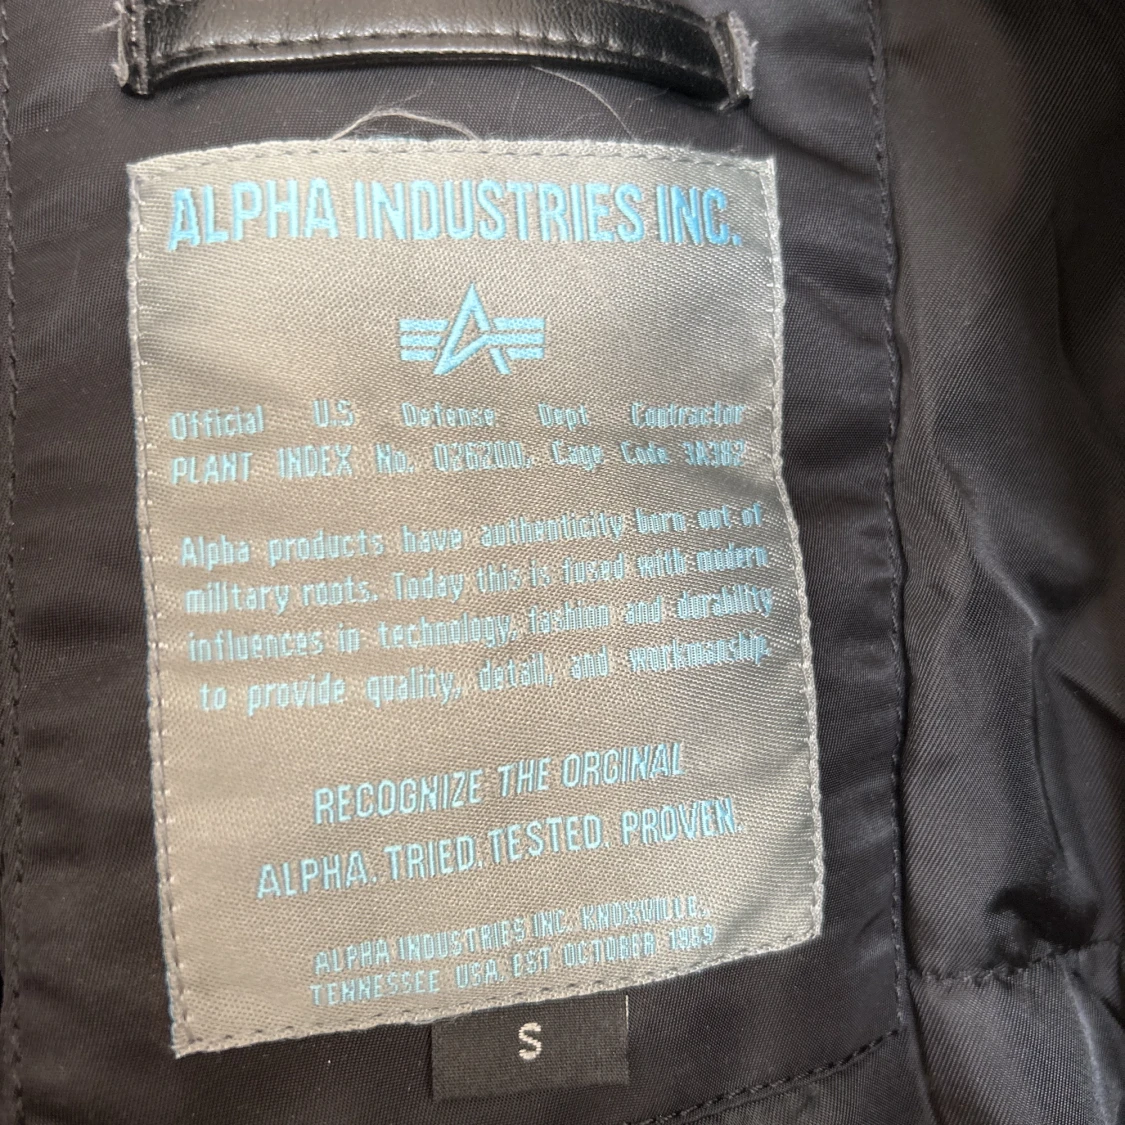 ALPHA INDUSTRIES INC.
Official U.S Defense Dept Contractor
PLANT INDEX No. 026200, Cage Code 3A382
Alpha products have authenticity born out of
military roots. Today this is fused with modern
influences in technology, fashion and durability
to provide quality, detail, and workmanship.
RECOGNIZE THE ORGINAL
ALPHA. TRIED. TESTED. PROVEN.
ALPHA INDUSTRIES INC. KNOXVILLE,
TENNESSEE USA. EST OCTOBER 1959
S